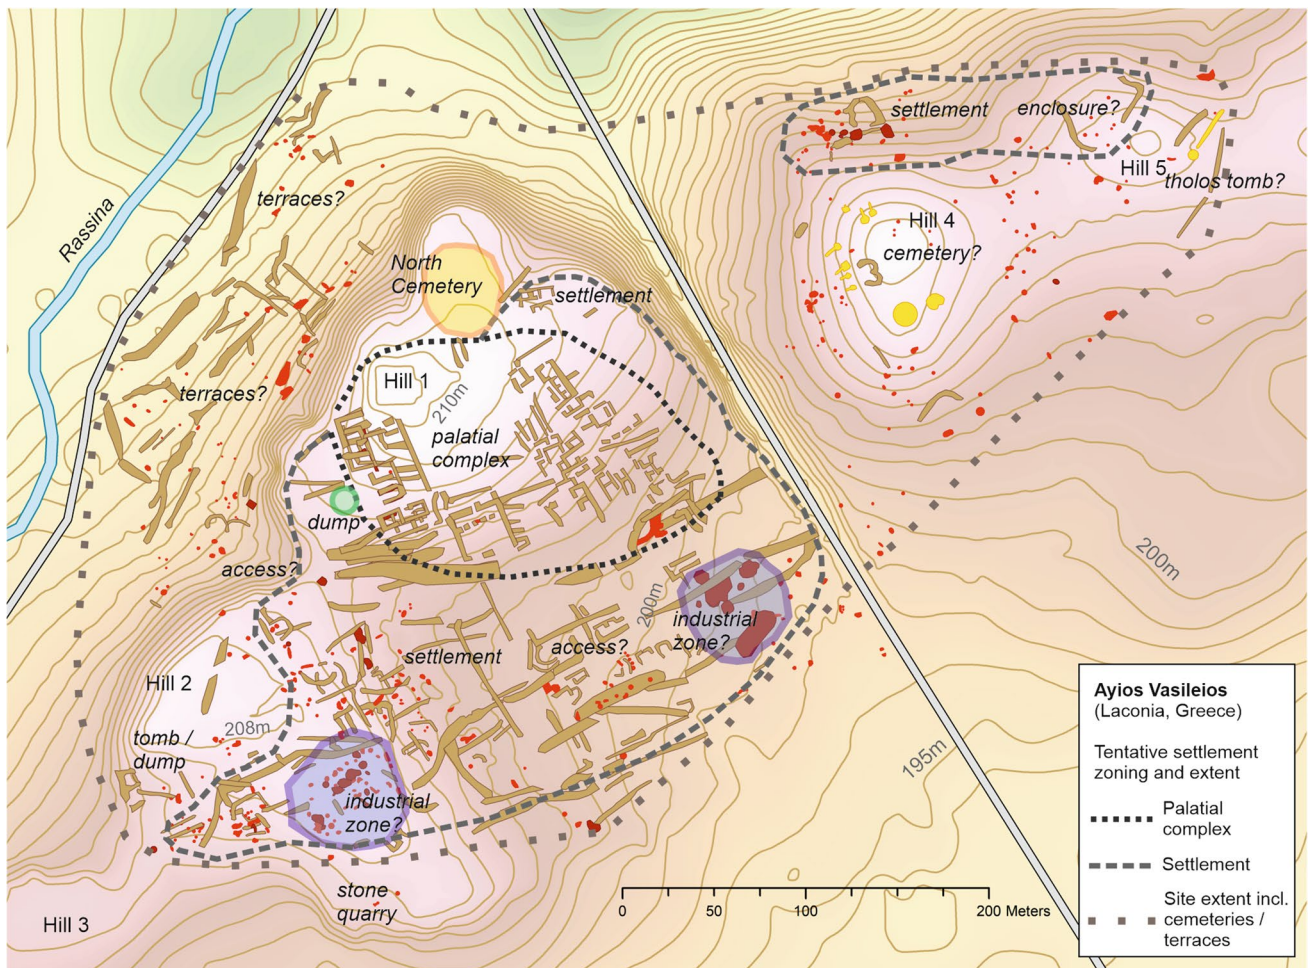 Rassina
terraces?
terraces?
North
Cemetery
settlement
Hill 1
210m
palatial
complex
dump
access?
settlement
enclosure?
Hill 5
tholos tomb?
Hill 4
cemetery?
200m
200m
industrial
zone?
access?
settlement
Hill 2
208m
tomb /
dump
industrial
zone?
stone
quarry
Hill 3
195m
0 50 100 200 Meters
Ayios Vasileios
(Laconia, Greece)
Tentative settlement
zoning and extent
Palatial
complex
Settlement
Site extent incl.
cemeteries /
terraces